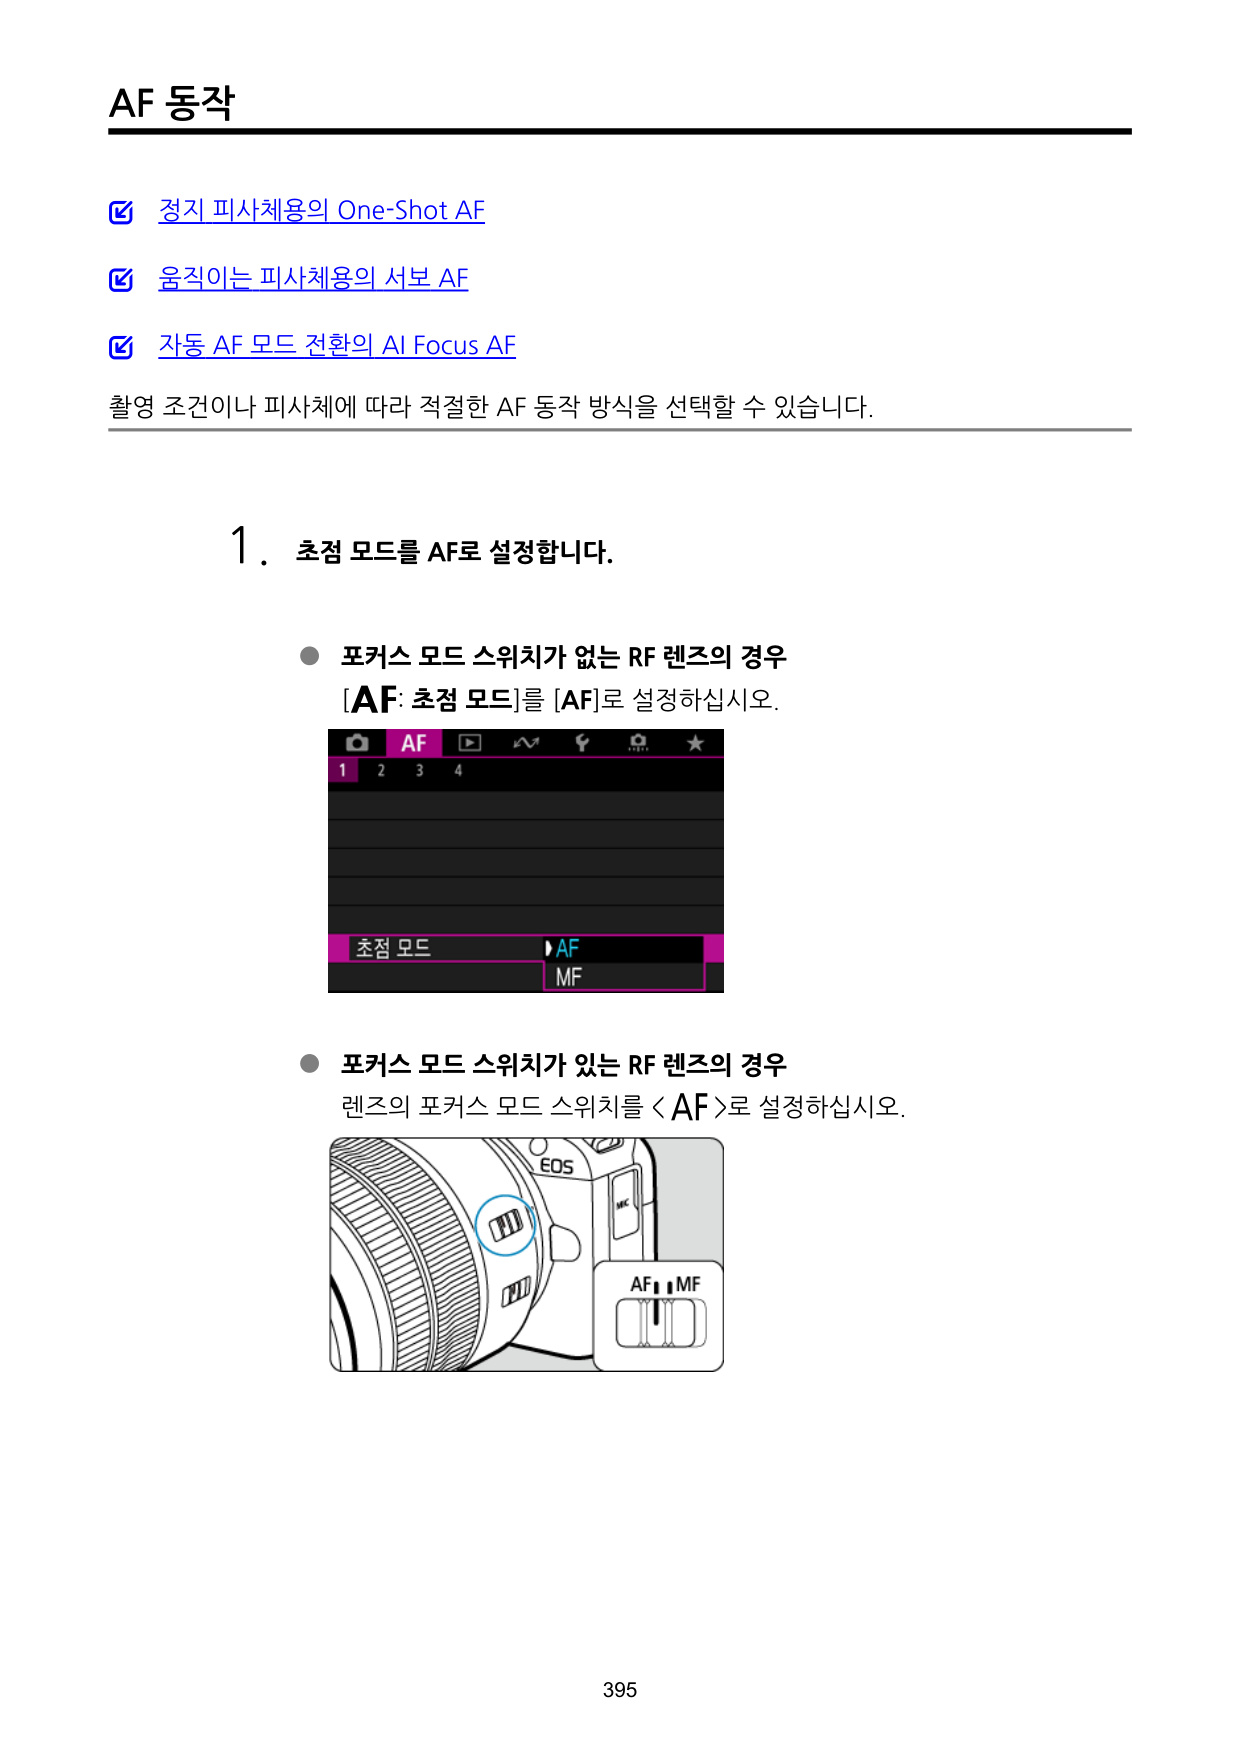 AF 동작
정지 피사체용의 One-Shot AF
움직이는 피사체용의 서보 AF
자동 AF 모드 전환의 AI Focus AF
촬영 조건이나 피사체에 따라 적절한 AF 동작 방식을 선택할 수 있습니다.
1. 초점 모드를 AF로 설정합니다.
● 포커스 모드 스위치가 없는 RF 렌즈의 경우
[AF: 초점 모드]를 [AF]로 설정하십시오.
AF
1 2 3 4
초점 모드 AF
MF
● 포커스 모드 스위치가 있는 RF 렌즈의 경우
렌즈의 포커스 모드 스위치를 <AF>로 설정하십시오.
EOS
MIC
AF MF
395